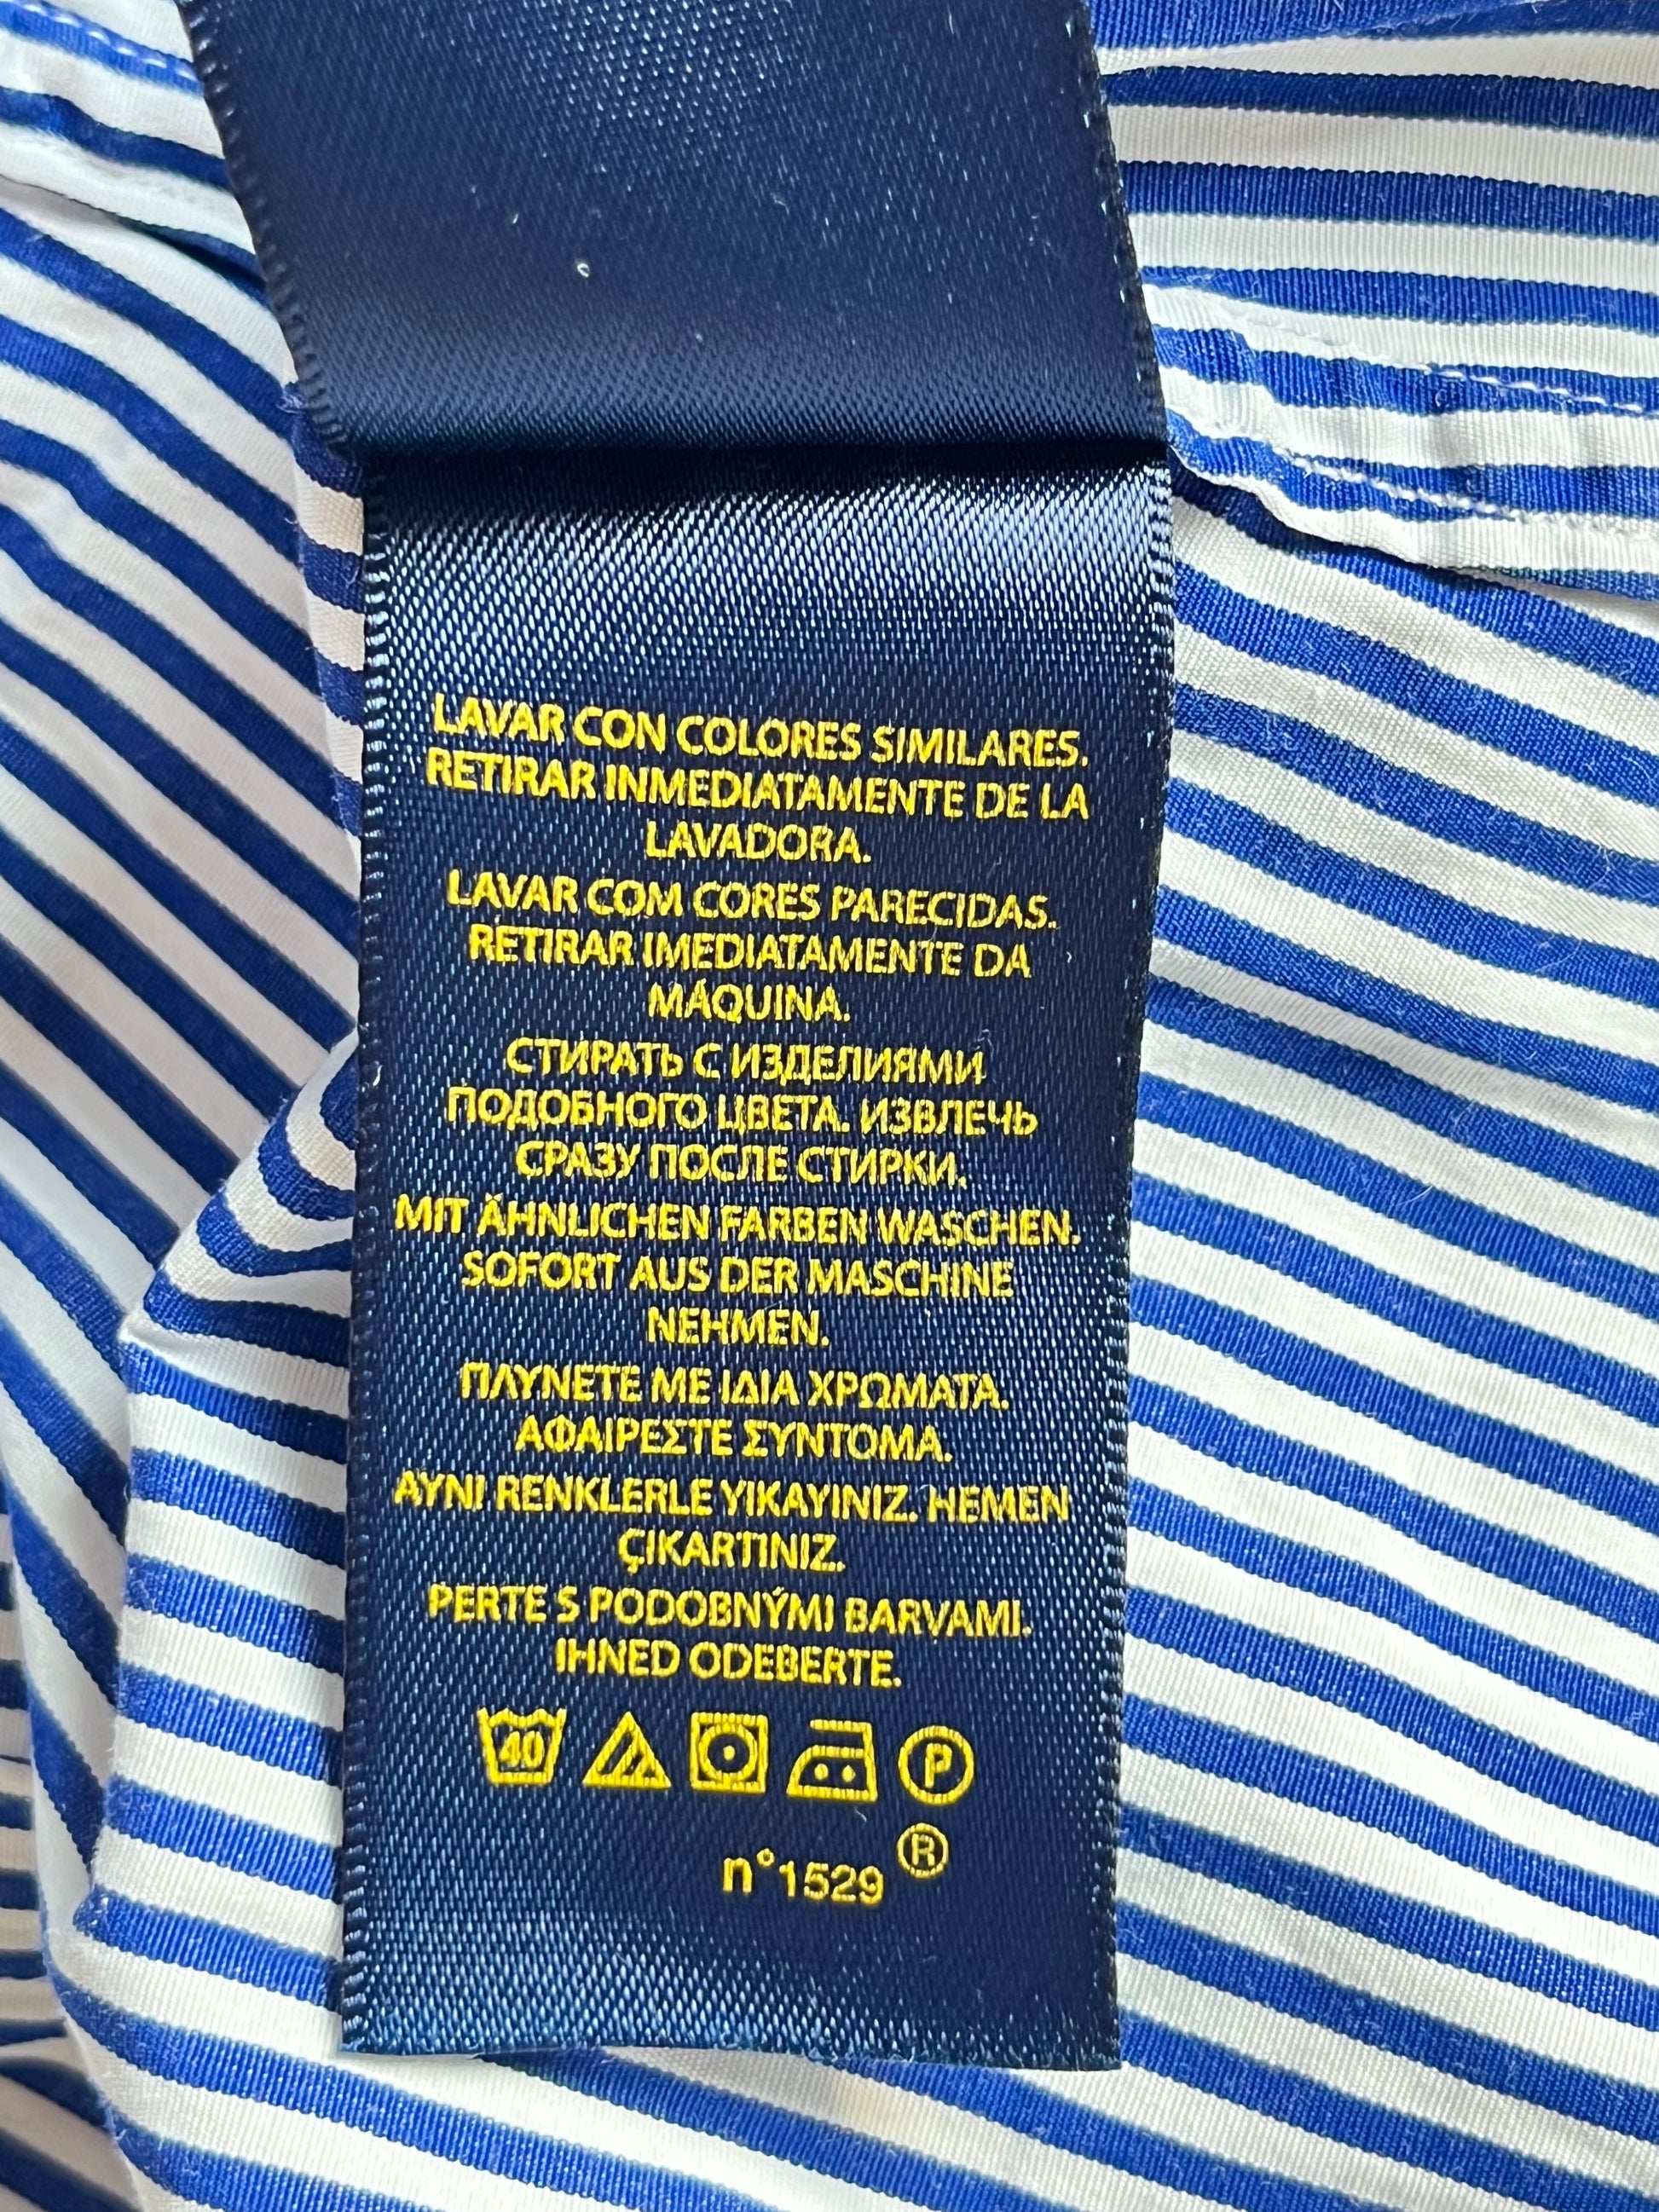 LAVAR CON COLORES SIMILARES.
RETIRAR INMEDIATAMENTE DE LA
LAVADORA.
LAVAR COM CORES PARECIDAS.
RETIRAR IMEDIATAMENTE DA
MÁQUINA.
СТИРАТЬ С ИЗДЕЛИЯМИ
ПОДОБНОГО ЦВЕТА. ИЗВЛЕЧЬ
СРАЗУ ПОСЛЕ СТИРКИ.
MIT ÄHNLICHEN FARBEN WASCHEN.
SOFORT AUS DER MASCHINE
NEHMEN.
ΠΛΥΝΕΤΕ ΜΕ ΙΔΙΑ ΧΡΩΜΑΤΑ.
ΑΦΑΙΡΕΣΤΕ ΣΥΝΤΟΜΑ.
AYNI RENKLERLE YIKAYINIZ. HEMEN
ÇIKARTINIZ.
PERTE S PODOBNÝMI BARVAMI.
IHNED ODEBERTE.
40 P
n°1529 ®